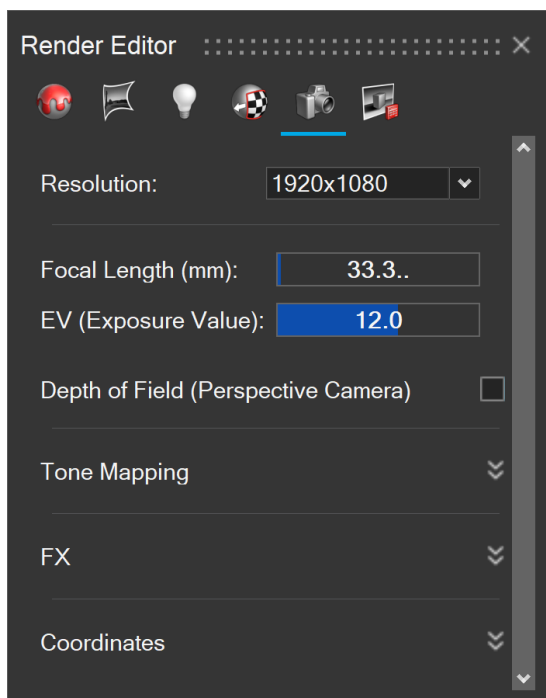 Render Editor
Resolution: 1920x1080
Focal Length (mm): 33.3..
EV (Exposure Value): 12.0
Depth of Field (Perspective Camera)
Tone Mapping
FX
Coordinates